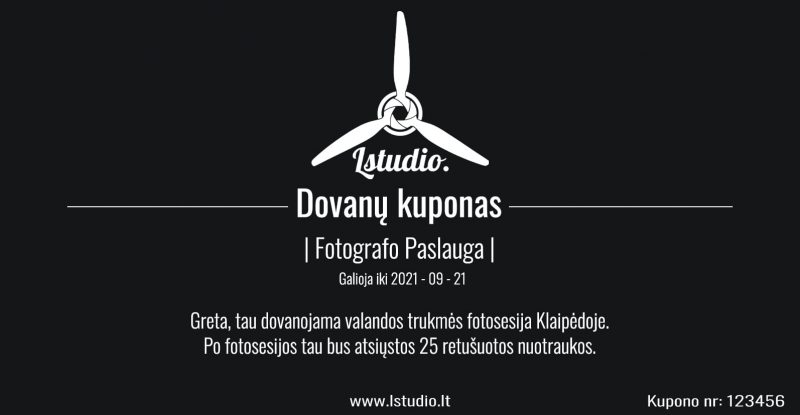 Lstudio.
Dovanų kuponas
| Fotografo Paslauga |
Galioja iki 2021 - 09 - 21
Greta, tau dovanojama valandos trukmės fotosesija Klaipėdoje.
Po fotosesijos tau bus atsiųstos 25 retušuotos nuotraukos.
www.lstudio.lt
Kupono nr: 123456